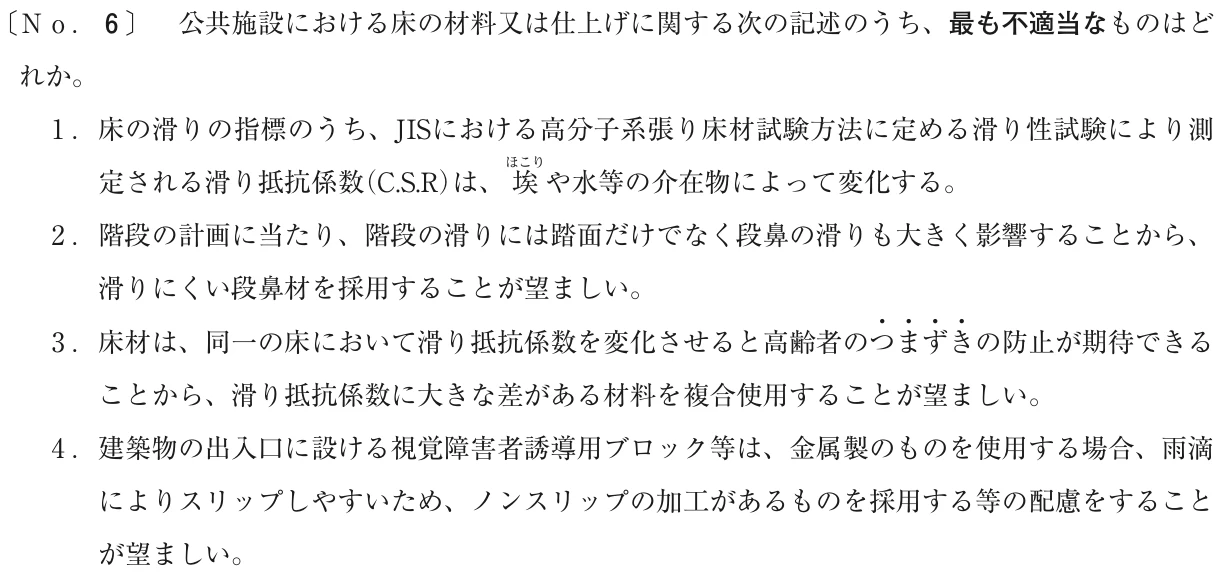 〔Ｎｏ．６〕　公共施設における床の材料又は仕上げに関する次の記述のうち、最も不適当なものはど
れか。
１．床の滑りの指標のうち、JISにおける高分子系張り床材試験方法に定める滑り性試験により測
定される滑り抵抗係数(C.S.R)は、埃や水等の介在物によって変化する。
ほこり
２．階段の計画に当たり、階段の滑りには踏面だけでなく段鼻の滑りも大きく影響することから、
滑りにくい段鼻材を採用することが望ましい。
３．床材は、同一の床において滑り抵抗係数を変化させると高齢者のつまずきの防止が期待できる
ことから、滑り抵抗係数に大きな差がある材料を複合使用することが望ましい。
４．建築物の出入口に設ける視覚障害者誘導用ブロック等は、金属製のものを使用する場合、雨滴
によりスリップしやすいため、ノンスリップの加工があるものを採用する等の配慮をすること
が望ましい。